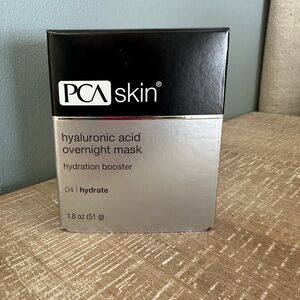 PCA skin®
hyaluronic acid
overnight mask
hydration booster
04 | hydrate
1.8 oz (51 g)